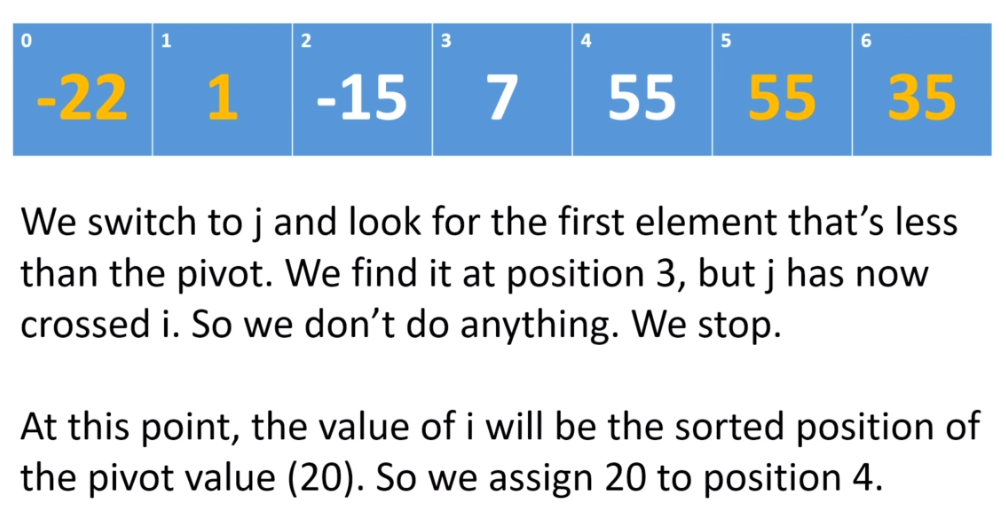 0 1 2 3 4 5 6
-22 1 -15 7 55 55 35
We switch to j and look for the first element that’s less
than the pivot. We find it at position 3, but j has now
crossed i. So we don’t do anything. We stop.
At this point, the value of i will be the sorted position of
the pivot value (20). So we assign 20 to position 4.